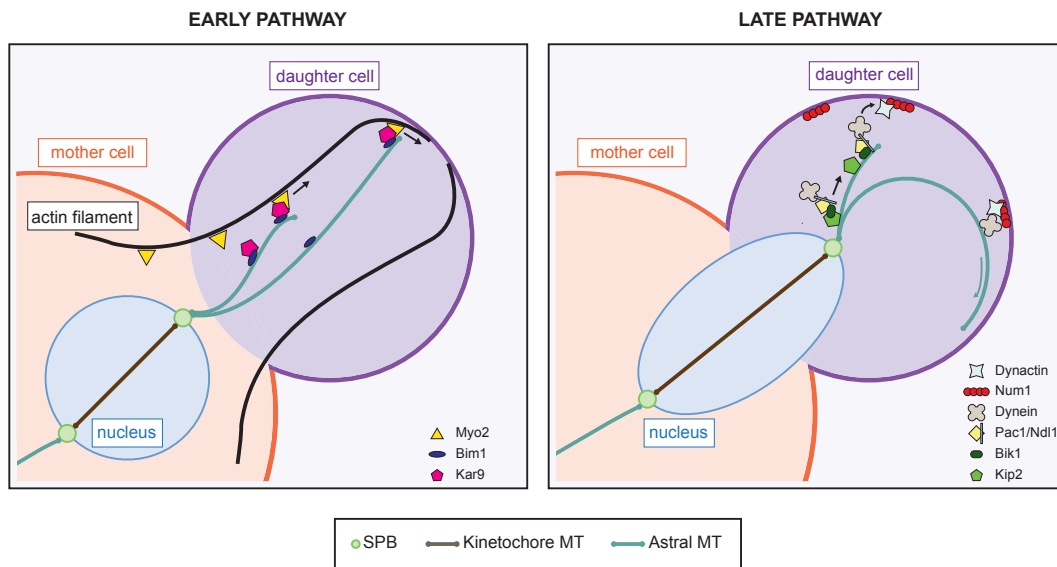 EARLY PATHWAY
daughter cell
mother cell
actin filament
nucleus
Myo2
Bim1
Kar9
LATE PATHWAY
daughter cell
mother cell
nucleus
Dynactin
Num1
Dynein
Pac1/Ndl1
Bik1
Kip2
SPB
Kinetochore MT
Astral MT